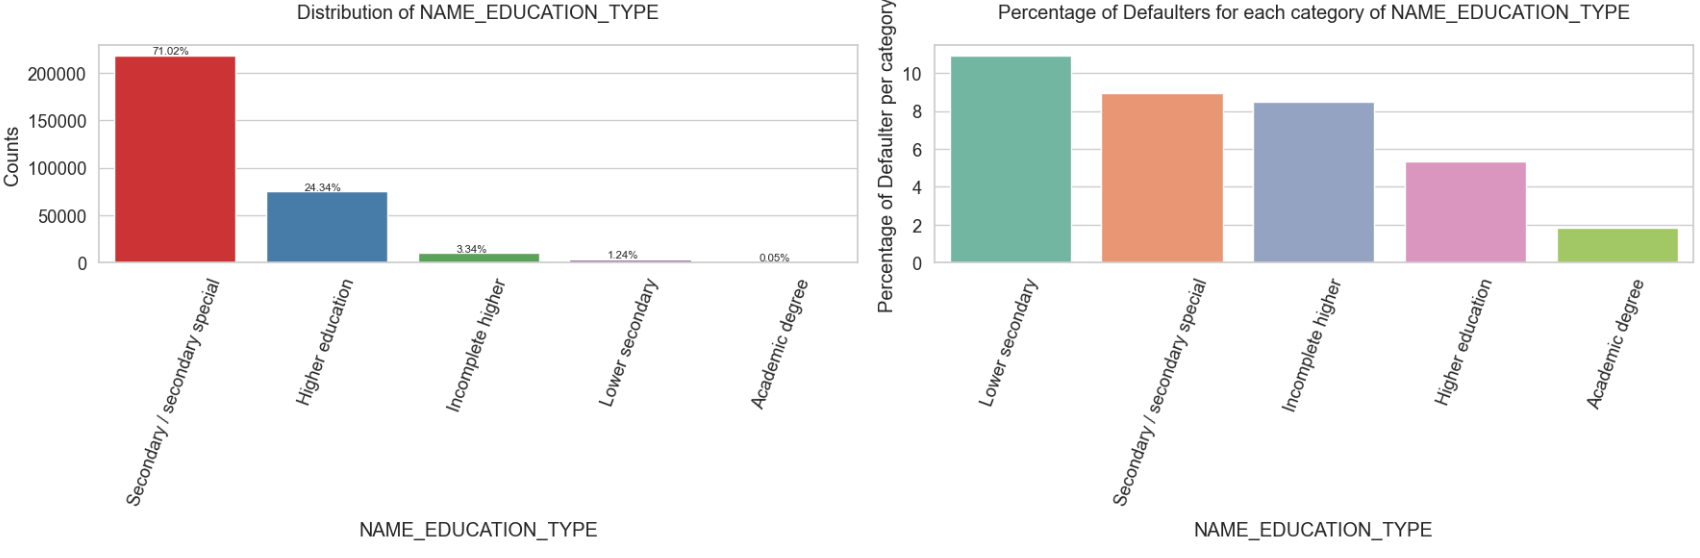 Distribution of NAME_EDUCATION_TYPE
Counts
200000
150000
100000
50000
0
71.02%
24.34%
3.34%
1.24%
0.05%
Secondary / secondary special
Higher education
Incomplete higher
Lower secondary
Academic degree
NAME_EDUCATION_TYPE
Percentage of Defaulters for each category of NAME_EDUCATION_TYPE
Percentage of Defaulter per category
10
8
6
4
2
0
Lower secondary
Secondary / secondary special
Incomplete higher
Higher education
Academic degree
NAME_EDUCATION_TYPE